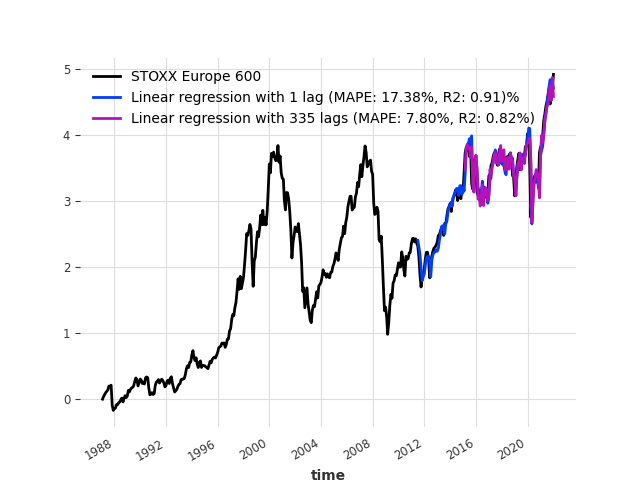 STOXX Europe 600
Linear regression with 1 lag (MAPE: 17.38%, R2: 0.91)%
Linear regression with 335 lags (MAPE: 7.80%, R2: 0.82%)
5
4
3
2
1
0
1988 1992 1996 2000 2004 2008 2012 2016 2020
time